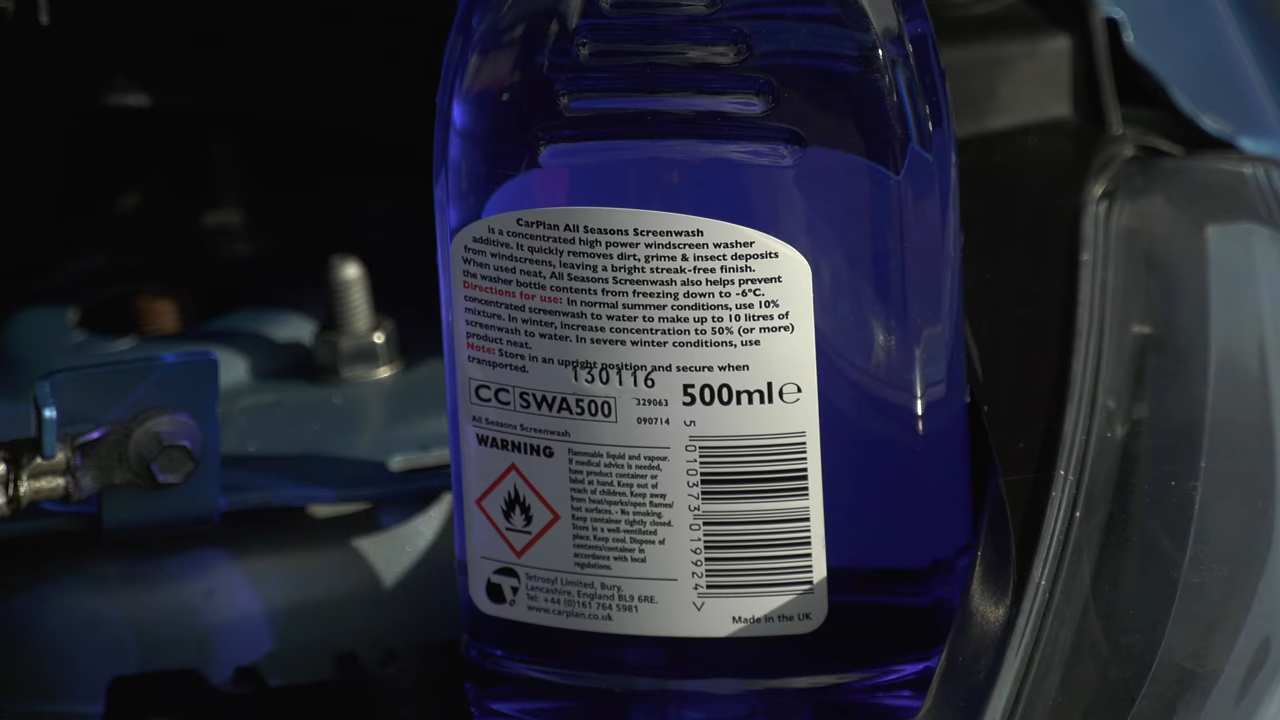 CarPlan All Seasons Screenwash
is a concentrated high power windscreen washer
additive. It quickly removes dirt, grime & insect deposits
from windscreens, leaving a bright streak-free finish.
When used neat, All Seasons Screenwash also helps prevent
the washer bottle contents from freezing down to -6ºC.
Directions for use: In normal summer conditions, use 10%
concentrated screenwash to water to make up to 10 litres of
mixture. In winter, increase concentration to 50% (or more)
screenwash to water. In severe winter conditions, use
product neat.
Note: Store in an upright position and secure when
transported.
130116
CC SWA500
329063
090714
500ml e
All Seasons Screenwash
WARNING
Flammable liquid and vapour.
If medical advice is needed,
have product container or
label at hand. Keep out of
reach of children. Keep away
from heat/sparks/open flames/
hot surfaces. - No smoking.
Keep container tightly closed.
Store in a well-ventilated
place. Keep cool. Dispose of
contents/container in
accordance with local
regulations.
5 010373 019924 >
Tetrosyl Limited, Bury,
Lancashire, England BL9 6RE.
Tel: +44 (0)161 764 5981
www.carplan.co.uk
Made in the UK